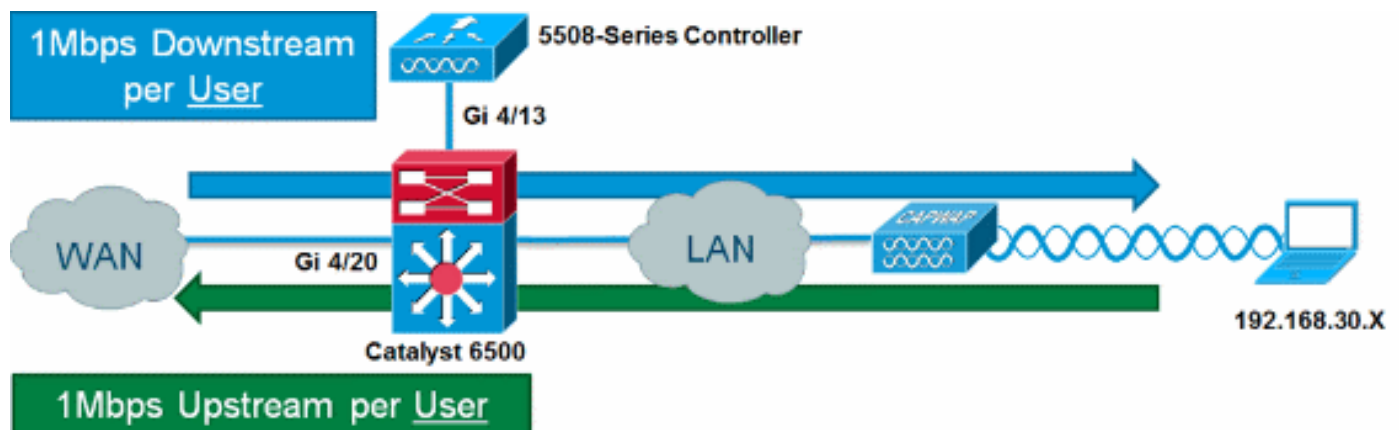 1Mbps Downstream
per User
5508-Series Controller
Gi 4/13
WAN
Gi 4/20
LAN
CAPWAP
192.168.30.X
Catalyst 6500
1Mbps Upstream per User